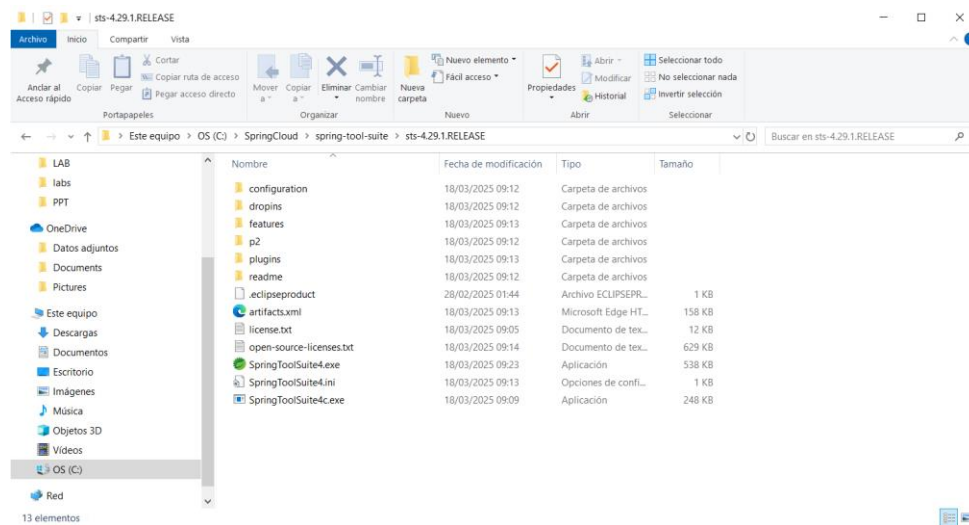 sts-4.29.1.RELEASE
Archivo Inicio Compartir Vista
Anclar al Acceso rápido
Copiar
Pegar
Cortar
Copiar ruta de acceso
Pegar acceso directo
Portapapeles
Mover a
Copiar a
Eliminar
Cambiar nombre
Organizar
Nueva carpeta
Nuevo elemento
Fácil acceso
Nuevo
Propiedades
Abrir
Modificar
Historial
Abrir
Seleccionar todo
No seleccionar nada
Invertir selección
Seleccionar
Este equipo > OS (C:) > SpringCloud > spring-tool-suite > sts-4.29.1.RELEASE
Buscar en sts-4.29.1.RELEASE
LAB
labs
PPT
OneDrive
Datos adjuntos
Documents
Pictures
Este equipo
Descargas
Documentos
Escritorio
Imágenes
Música
Objetos 3D
Vídeos
OS (C:)
Red
Nombre Fecha de modificación Tipo Tamaño
configuration 18/03/2025 09:12 Carpeta de archivos
dropins 18/03/2025 09:12 Carpeta de archivos
features 18/03/2025 09:13 Carpeta de archivos
p2 18/03/2025 09:12 Carpeta de archivos
plugins 18/03/2025 09:13 Carpeta de archivos
readme 18/03/2025 09:12 Carpeta de archivos
.eclipseproduct 28/02/2025 01:44 Archivo ECLIPSEPR... 1 KB
artifacts.xml 18/03/2025 09:13 Microsoft Edge HT... 158 KB
license.txt 18/03/2025 09:05 Documento de tex... 12 KB
open-source-licenses.txt 18/03/2025 09:14 Documento de tex... 629 KB
SpringToolSuite4.exe 18/03/2025 09:23 Aplicación 538 KB
SpringToolSuite4.ini 18/03/2025 09:13 Opciones de confi... 1 KB
SpringToolSuite4c.exe 18/03/2025 09:09 Aplicación 248 KB
13 elementos